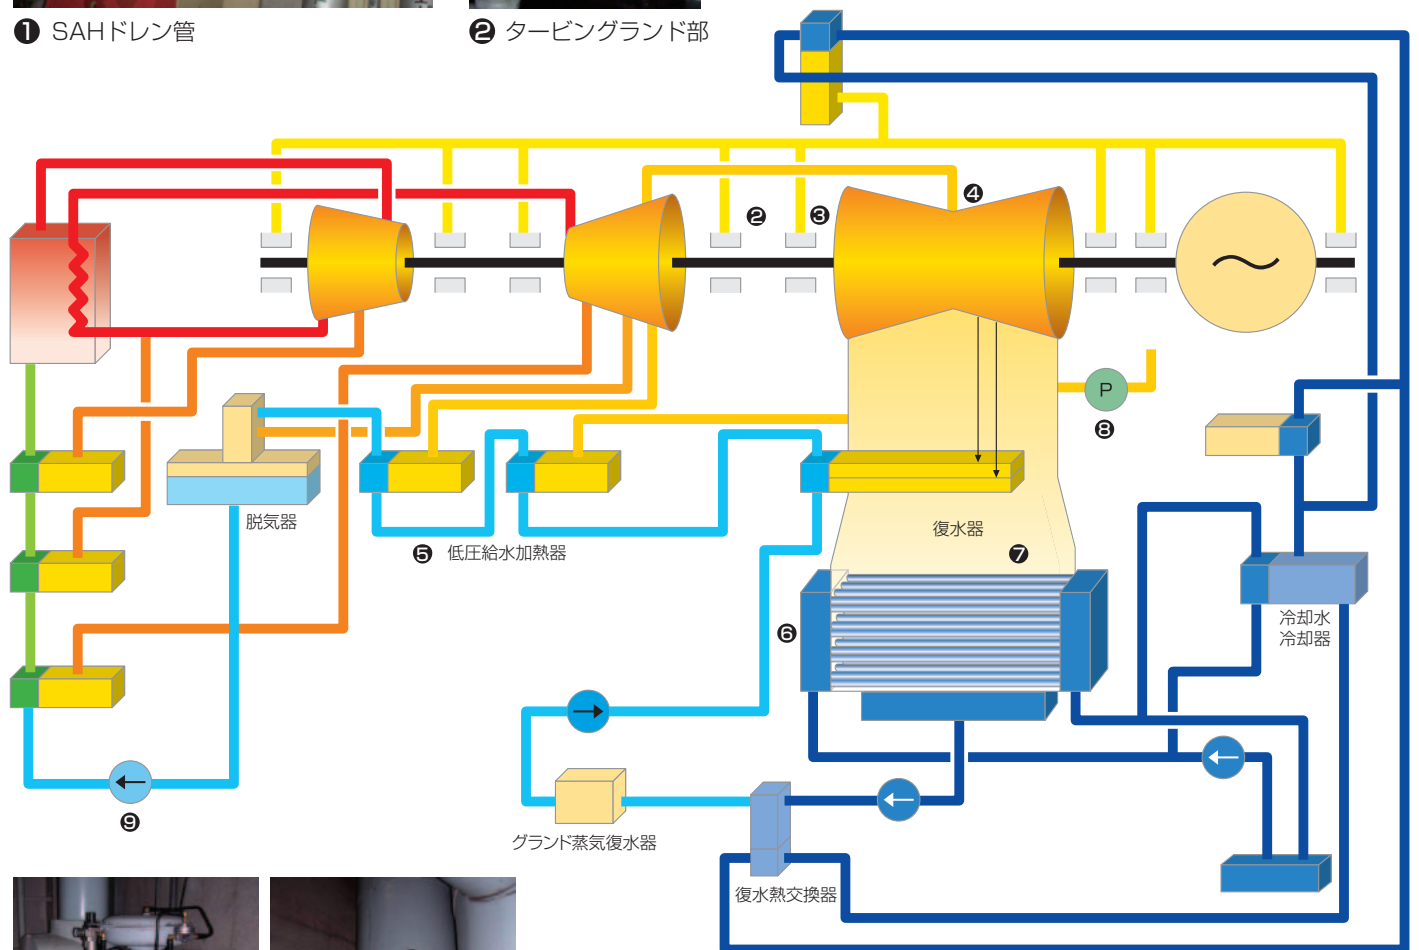 ❶ SAHドレン管
❷ タービングランド部
❹
❷
❸
P
❽
脱気器
❺ 低圧給水加熱器
復水器
❼
❻
冷却水
冷却器
❾
グランド蒸気復水器
復水熱交換器